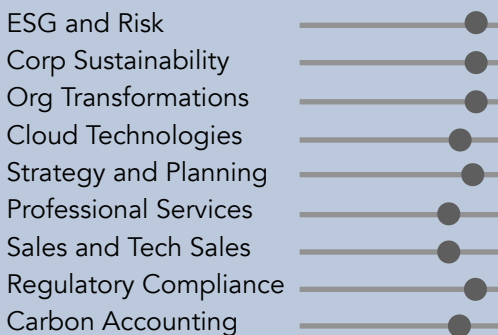 ESG and Risk
Corp Sustainability
Org Transformations
Cloud Technologies
Strategy and Planning
Professional Services
Sales and Tech Sales
Regulatory Compliance
Carbon Accounting